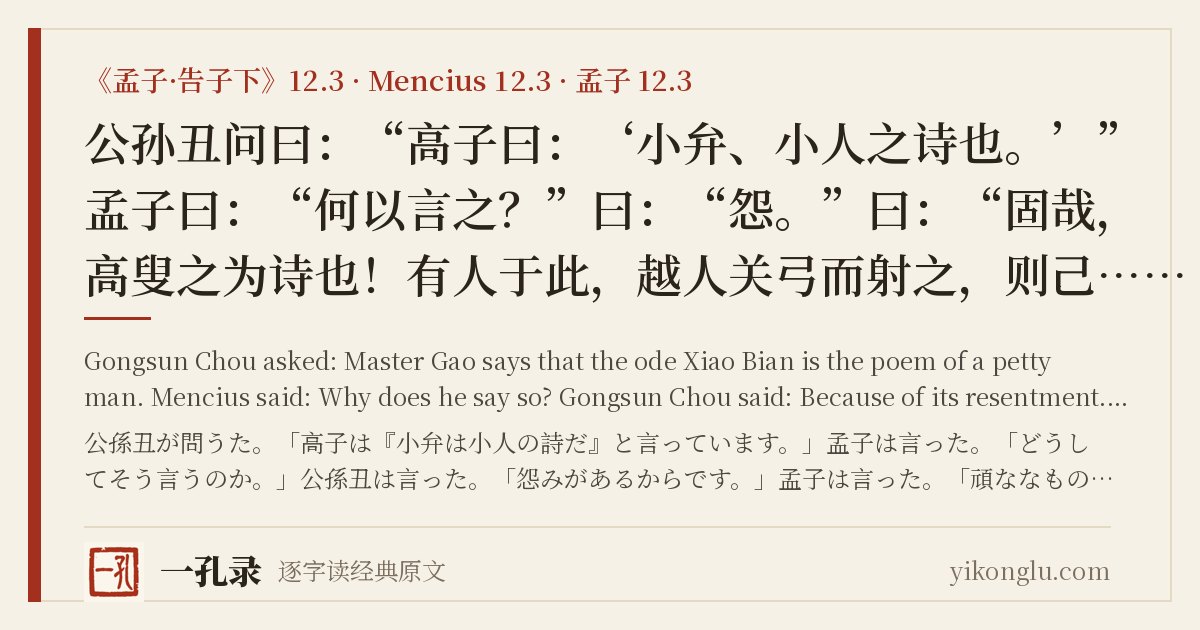 《孟子·告子下》12.3 · Mencius 12.3 · 孟子 12.3
公孙丑问曰：“高子曰：‘小弁、小人之诗也。’”
孟子曰：“何以言之？”曰：“怨。”曰：“固哉，
高叟之为诗也！有人于此，越人关弓而射之，则己……
Gongsun Chou asked: Master Gao says that the ode Xiao Bian is the poem of a petty
man. Mencius said: Why does he say so? Gongsun Chou said: Because of its resentment....
公孫丑が問うた。「高子は『小弁は小人の詩だ』と言っています。」孟子は言った。「どうし
てそう言うのか。」公孫丑は言った。「怨みがあるからです。」孟子は言った。「頑ななもの…
一孔
一孔录 逐字读经典原文
yikonglu.com